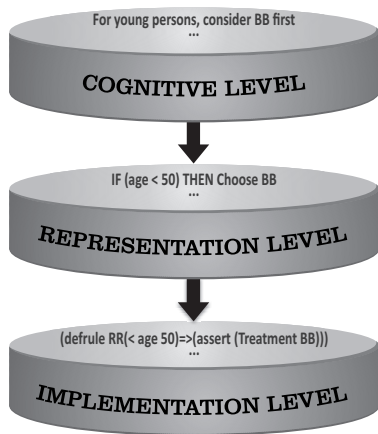 For young persons, consider BB first
...
COGNITIVE LEVEL
IF (age < 50) THEN Choose BB
...
REPRESENTATION LEVEL
(defrule RR(< age 50)=>(assert (Treatment BB)))
...
IMPLEMENTATION LEVEL